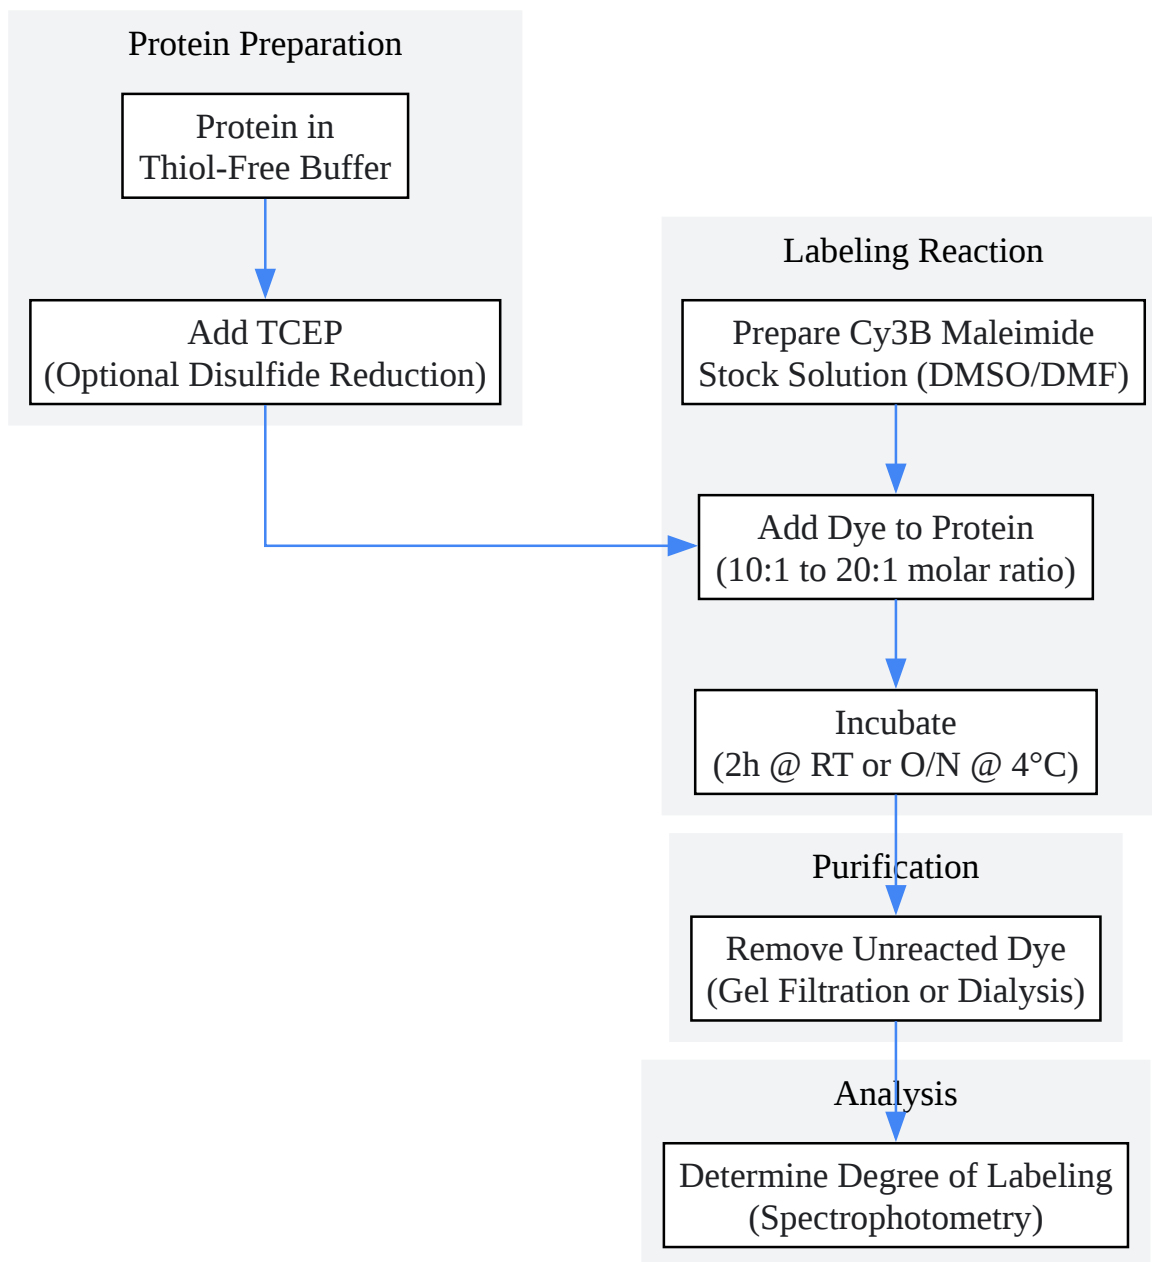 Protein Preparation
Protein in
Thiol-Free Buffer
Add TCEP
(Optional Disulfide Reduction)
Labeling Reaction
Prepare Cy3B Maleimide
Stock Solution (DMSO/DMF)
Add Dye to Protein
(10:1 to 20:1 molar ratio)
Incubate
(2h @ RT or O/N @ 4°C)
Purification
Remove Unreacted Dye
(Gel Filtration or Dialysis)
Analysis
Determine Degree of Labeling
(Spectrophotometry)